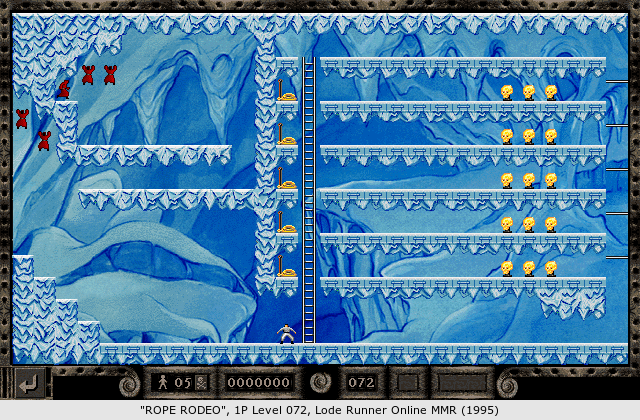 05 0000000 072
"ROPE RODEO", 1P Level 072, Lode Runner Online MMR (1995)